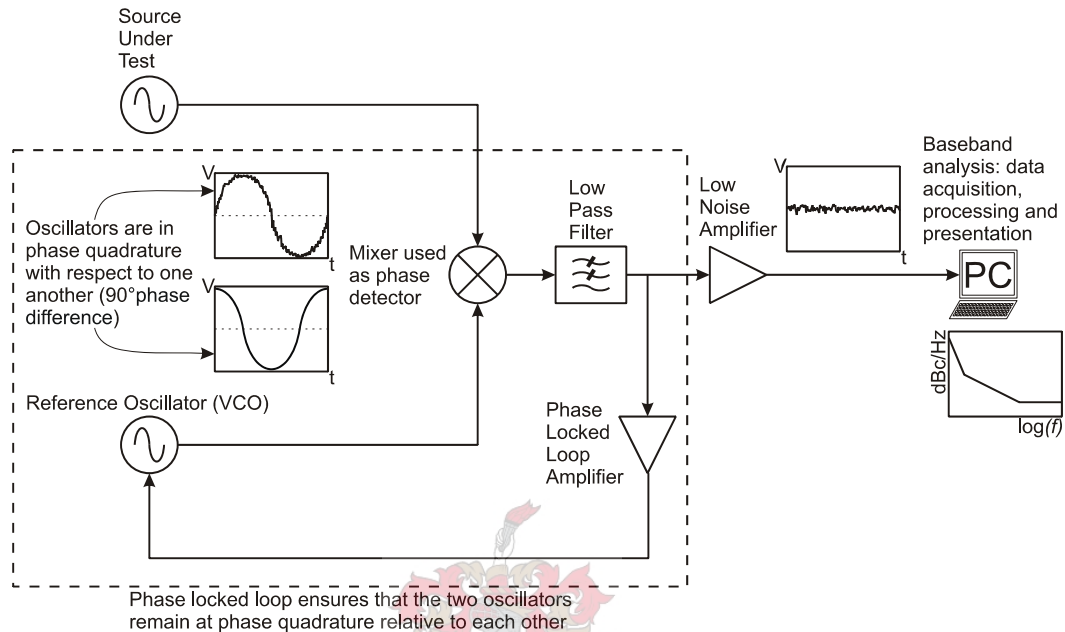 Source
Under
Test
Oscillators are in
phase quadrature
with respect to one
another (90°phase
difference)
V
t
V
t
Mixer used
as phase
detector
Low
Pass
Filter
Low
Noise
Amplifier
V
t
Baseband
analysis: data
acquisition,
processing and
presentation
PC
dBc/Hz
log(f)
Reference Oscillator (VCO)
Phase
Locked
Loop
Amplifier
Phase locked loop ensures that the two oscillators
remain at phase quadrature relative to each other